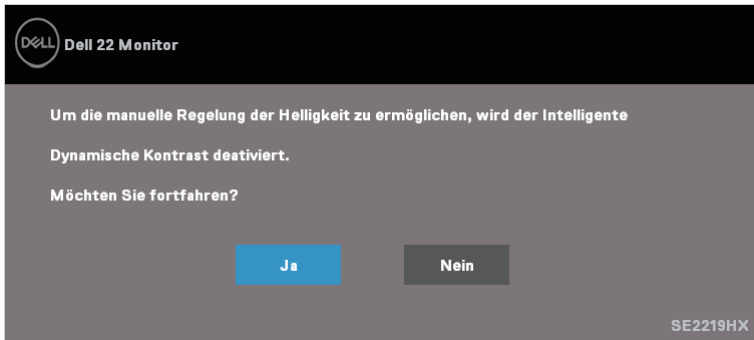 DELL Dell 22 Monitor
Um die manuelle Regelung der Helligkeit zu ermöglichen, wird der Intelligente
Dynamische Kontrast deativiert.
Möchten Sie fortfahren?
Ja Nein
SE2219HX